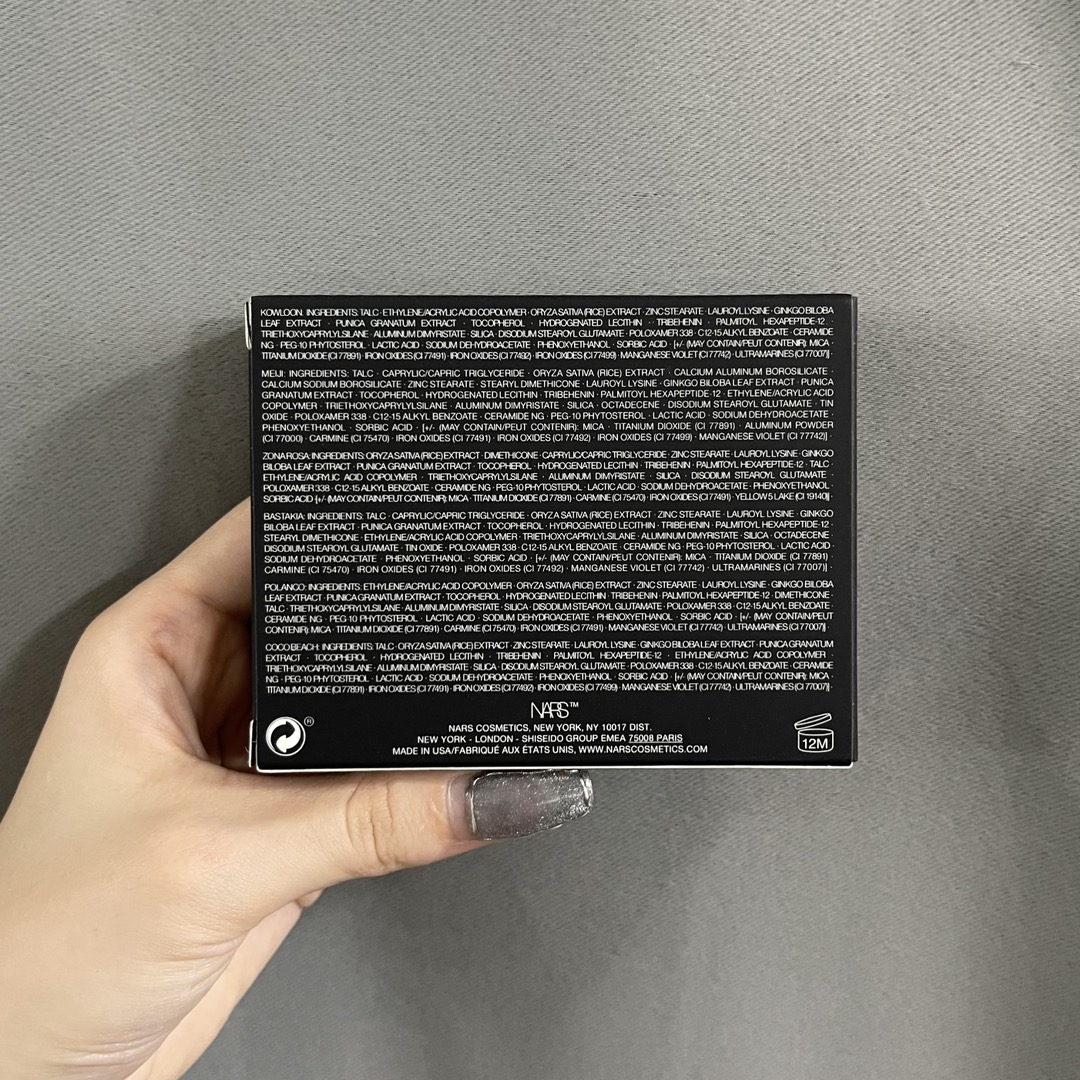 KOWLOON: INGREDIENTS: TALC · ETHYLENE/ACRYLIC ACID COPOLYMER · ORYZA SATIVA (RICE) EXTRACT · ZINC STEARATE · LAUROYL LYSINE · GINKGO BILOBA
LEAF EXTRACT · PUNICA GRANATUM EXTRACT · TOCOPHEROL · HYDROGENATED LECITHIN · TRIBEHENIN · PALMITOYL HEXAPEPTIDE-12 ·
TRIETHOXYCAPRYLYLSILANE · ALUMINUM DIMYRISTATE · SILICA · DISODIUM STEAROYL GLUTAMATE · POLOXAMER 338 · C12-15 ALKYL BENZOATE · CERAMIDE
NG · PEG-10 PHYTOSTEROL · LACTIC ACID · SODIUM DEHYDROACETATE · PHENOXYETHANOL · SORBIC ACID · [+/- (MAY CONTAIN/PEUT CONTENIR): MICA ·
TITANIUM DIOXIDE (CI 77891) · IRON OXIDES (CI 77491) · IRON OXIDES (CI 77492) · IRON OXIDES (CI 77499) · MANGANESE VIOLET (CI 77742) · ULTRAMARINES (CI 77007)] ·
MEIJI: INGREDIENTS: TALC · CAPRYLIC/CAPRIC TRIGLYCERIDE · ORYZA SATIVA (RICE) EXTRACT · CALCIUM ALUMINUM BOROSILICATE ·
CALCIUM SODIUM BOROSILICATE · ZINC STEARATE · STEARYL DIMETHICONE · LAUROYL LYSINE · GINKGO BILOBA LEAF EXTRACT · PUNICA
GRANATUM EXTRACT · TOCOPHEROL · HYDROGENATED LECITHIN · TRIBEHENIN · PALMITOYL HEXAPEPTIDE-12 · ETHYLENE/ACRYLIC ACID
COPOLYMER · TRIETHOXYCAPRYLYLSILANE · ALUMINUM DIMYRISTATE · SILICA · OCTADECENE · DISODIUM STEAROYL GLUTAMATE · TIN
OXIDE · POLOXAMER 338 · C12-15 ALKYL BENZOATE · CERAMIDE NG · PEG-10 PHYTOSTEROL · LACTIC ACID · SODIUM DEHYDROACETATE ·
PHENOXYETHANOL · SORBIC ACID · [+/- (MAY CONTAIN/PEUT CONTENIR): MICA · TITANIUM DIOXIDE (CI 77891) · ALUMINUM POWDER
(CI 77000) · CARMINE (CI 75470) · IRON OXIDES (CI 77491) · IRON OXIDES (CI 77492) · IRON OXIDES (CI 77499) · MANGANESE VIOLET (CI 77742)] ·
ZONA ROSA: INGREDIENTS: ORYZA SATIVA (RICE) EXTRACT · DIMETHICONE · CAPRYLIC/CAPRIC TRIGLYCERIDE · ZINC STEARATE · LAUROYL LYSINE · GINKGO
BILOBA LEAF EXTRACT · PUNICA GRANATUM EXTRACT · TOCOPHEROL · HYDROGENATED LECITHIN · TRIBEHENIN · PALMITOYL HEXAPEPTIDE-12 · TALC ·
ETHYLENE/ACRYLIC ACID COPOLYMER · TRIETHOXYCAPRYLYLSILANE · ALUMINUM DIMYRISTATE · SILICA · DISODIUM STEAROYL GLUTAMATE ·
POLOXAMER 338 · C12-15 ALKYL BENZOATE · CERAMIDE NG · PEG-10 PHYTOSTEROL · LACTIC ACID · SODIUM DEHYDROACETATE · PHENOXYETHANOL ·
SORBIC ACID · [+/- (MAY CONTAIN/PEUT CONTENIR): MICA · TITANIUM DIOXIDE (CI 77891) · CARMINE (CI 75470) · IRON OXIDES (CI 77491) · YELLOW 5 LAKE (CI 19140)] ·
BASTAKIA: INGREDIENTS: TALC · CAPRYLIC/CAPRIC TRIGLYCERIDE · ORYZA SATIVA (RICE) EXTRACT · ZINC STEARATE · LAUROYL LYSINE · GINKGO
BILOBA LEAF EXTRACT · PUNICA GRANATUM EXTRACT · TOCOPHEROL · HYDROGENATED LECITHIN · TRIBEHENIN · PALMITOYL HEXAPEPTIDE-12 ·
STEARYL DIMETHICONE · ETHYLENE/ACRYLIC ACID COPOLYMER · TRIETHOXYCAPRYLYLSILANE · ALUMINUM DIMYRISTATE · SILICA · OCTADECENE ·
DISODIUM STEAROYL GLUTAMATE · TIN OXIDE · POLOXAMER 338 · C12-15 ALKYL BENZOATE · CERAMIDE NG · PEG-10 PHYTOSTEROL · LACTIC ACID ·
SODIUM DEHYDROACETATE · PHENOXYETHANOL · SORBIC ACID · [+/- (MAY CONTAIN/PEUT CONTENIR): MICA · TITANIUM DIOXIDE (CI 77891) ·
CARMINE (CI 75470) · IRON OXIDES (CI 77491) · IRON OXIDES (CI 77492) · MANGANESE VIOLET (CI 77742) · ULTRAMARINES (CI 77007)] ·
POLANCO: INGREDIENTS: ETHYLENE/ACRYLIC ACID COPOLYMER · ORYZA SATIVA (RICE) EXTRACT · ZINC STEARATE · LAUROYL LYSINE · GINKGO BILOBA
LEAF EXTRACT · PUNICA GRANATUM EXTRACT · TOCOPHEROL · HYDROGENATED LECITHIN · TRIBEHENIN · PALMITOYL HEXAPEPTIDE-12 · DIMETHICONE ·
TALC · TRIETHOXYCAPRYLYLSILANE · ALUMINUM DIMYRISTATE · SILICA · DISODIUM STEAROYL GLUTAMATE · POLOXAMER 338 · C12-15 ALKYL BENZOATE ·
CERAMIDE NG · PEG-10 PHYTOSTEROL · LACTIC ACID · SODIUM DEHYDROACETATE · PHENOXYETHANOL · SORBIC ACID · [+/- (MAY CONTAIN/PEUT
CONTENIR): MICA · TITANIUM DIOXIDE (CI 77891) · CARMINE (CI 75470) · IRON OXIDES (CI 77491) · MANGANESE VIOLET (CI 77742) · ULTRAMARINES (CI 77007)] ·
COCO BEACH: INGREDIENTS: TALC · ORYZA SATIVA (RICE) EXTRACT · ZINC STEARATE · LAUROYL LYSINE · GINKGO BILOBA LEAF EXTRACT · PUNICA GRANATUM
EXTRACT · TOCOPHEROL · HYDROGENATED LECITHIN · TRIBEHENIN · PALMITOYL HEXAPEPTIDE-12 · ETHYLENE/ACRYLIC ACID COPOLYMER ·
TRIETHOXYCAPRYLYLSILANE · ALUMINUM DIMYRISTATE · SILICA · DISODIUM STEAROYL GLUTAMATE · POLOXAMER 338 · C12-15 ALKYL BENZOATE · CERAMIDE
NG · PEG-10 PHYTOSTEROL · LACTIC ACID · SODIUM DEHYDROACETATE · PHENOXYETHANOL · SORBIC ACID · [+/- (MAY CONTAIN/PEUT CONTENIR): MICA ·
TITANIUM DIOXIDE (CI 77891) · IRON OXIDES (CI 77491) · IRON OXIDES (CI 77492) · IRON OXIDES (CI 77499) · MANGANESE VIOLET (CI 77742) · ULTRAMARINES (CI 77007)] ·
NARS™
NARS COSMETICS, NEW YORK, NY 10017 DIST.
NEW YORK - LONDON - SHISEIDO GROUP EMEA 75008 PARIS
MADE IN USA/FABRIQUÉ AUX ÉTATS UNIS, WWW.NARSCOSMETICS.COM
®
12M